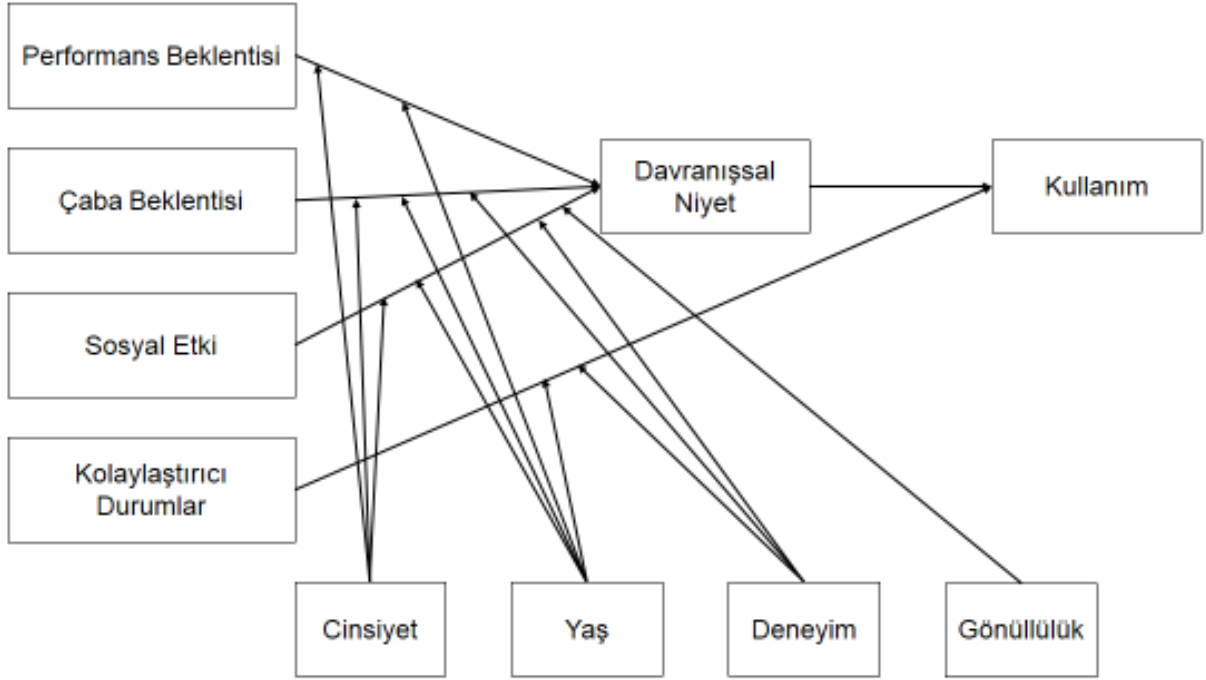 Performans Beklentisi
Çaba Beklentisi
Davranışsal
Niyet
Kullanım
Sosyal Etki
Kolaylaştırıcı
Durumlar
Cinsiyet
Yaş
Deneyim
Gönüllülük